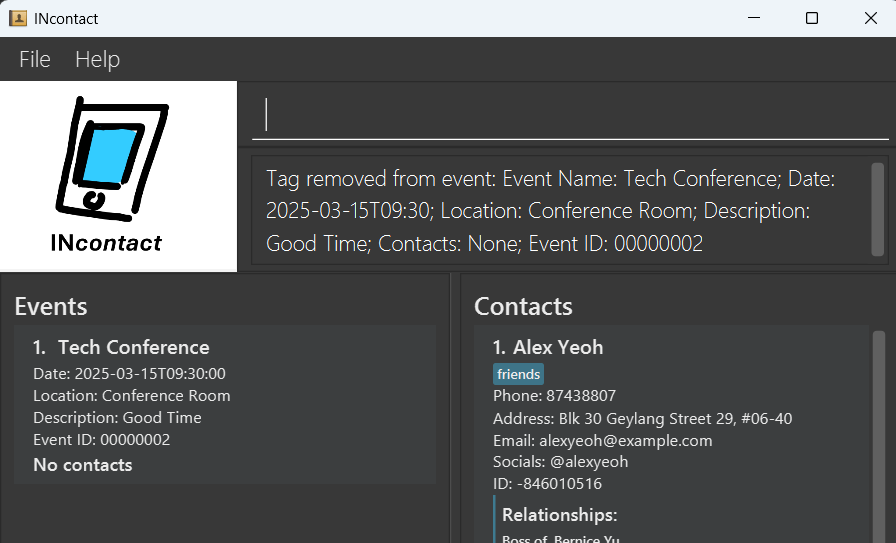 INcontact
File Help
INcontact
Tag removed from event: Event Name: Tech Conference; Date:
2025-03-15T09:30; Location: Conference Room; Description:
Good Time; Contacts: None; Event ID: 00000002
Events
1. Tech Conference
Date: 2025-03-15T09:30:00
Location: Conference Room
Description: Good Time
Event ID: 00000002
No contacts
Contacts
1. Alex Yeoh
friends
Phone: 87438807
Address: Blk 30 Geylang Street 29, #06-40
Email: alexyeoh@example.com
Socials: @alexyeoh
ID: -846010516
Relationships:
Boss of Bernice Yu